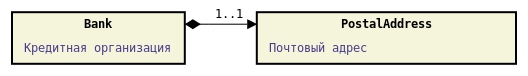 Bank
Кредитная организация
1..1
PostalAddress
Почтовый адрес